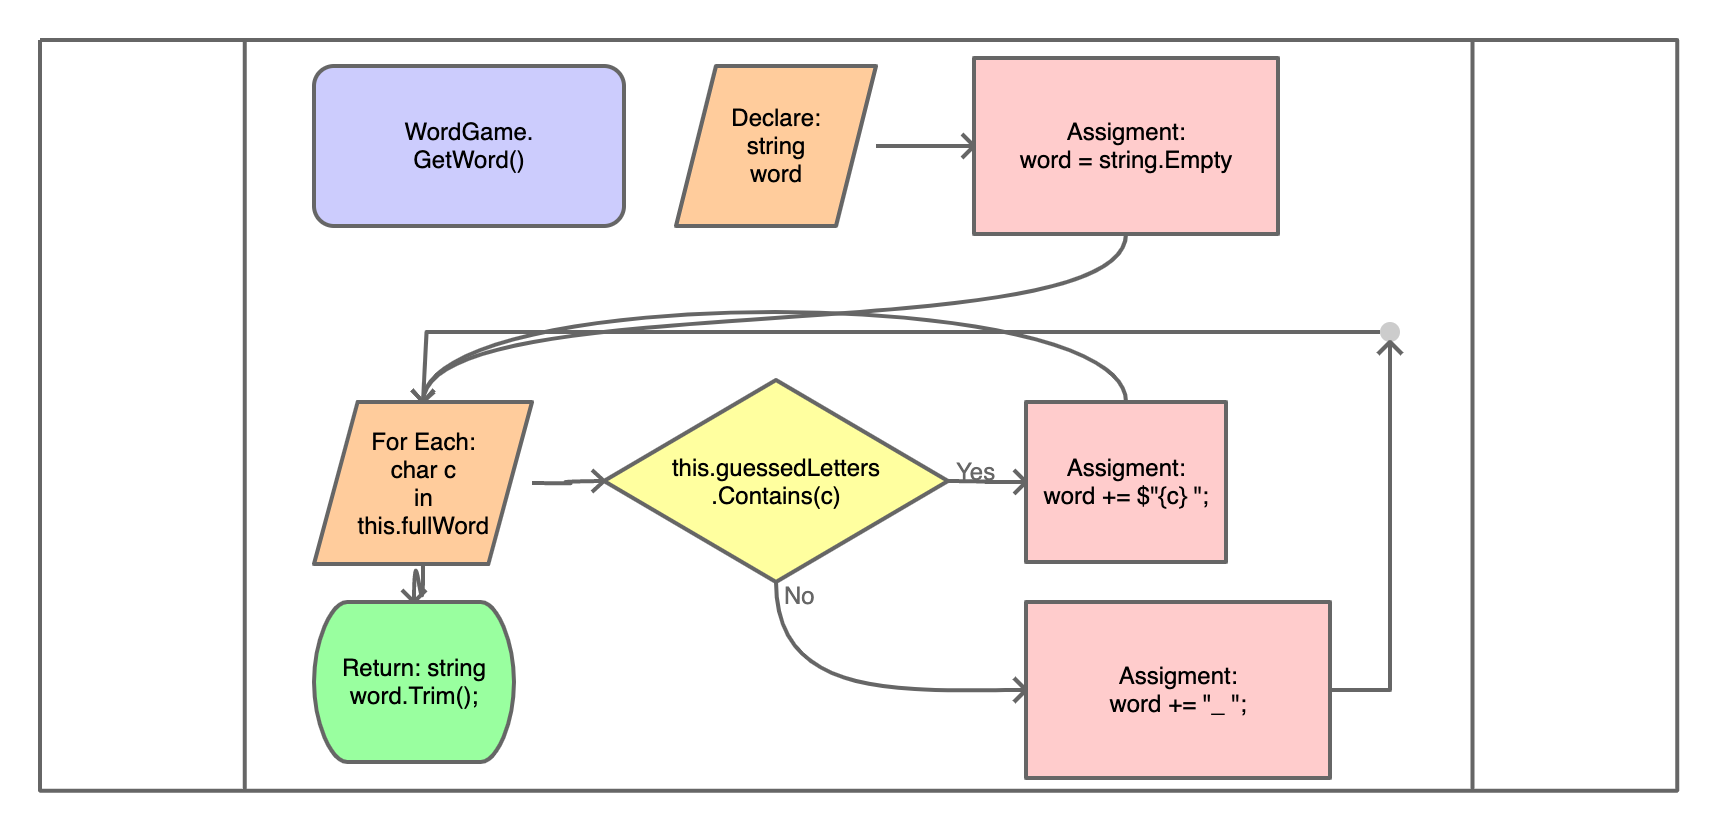 WordGame.
GetWord()
Declare:
string
word
Assigment:
word = string.Empty
For Each:
char c
in
this.fullWord
this.guessedLetters
.Contains(c)
Yes
Assigment:
word += $"{c} ";
No
Return: string
word.Trim();
Assigment:
word += "_ ";